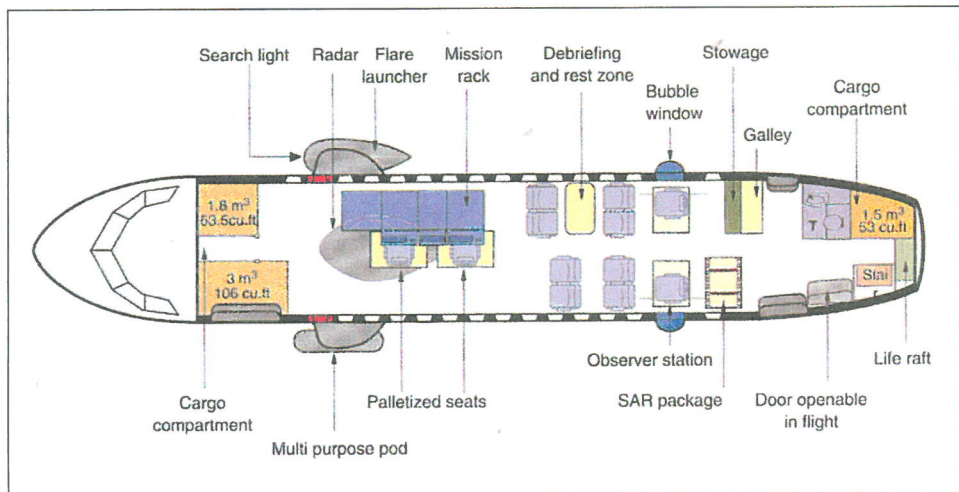 Search light
Radar
Flare
launcher
Mission
rack
Debriefing
and rest zone
Stowage
Bubble
window
Galley
Cargo
compartment
1.8 m³
53.5cu.ft
3 m³
106 cu.ft
T
1,5 m³
53 cu.ft
Stai
Cargo
compartment
Multi purpose pod
Palletized seats
Observer station
SAR package
Door openable
in flight
Life raft